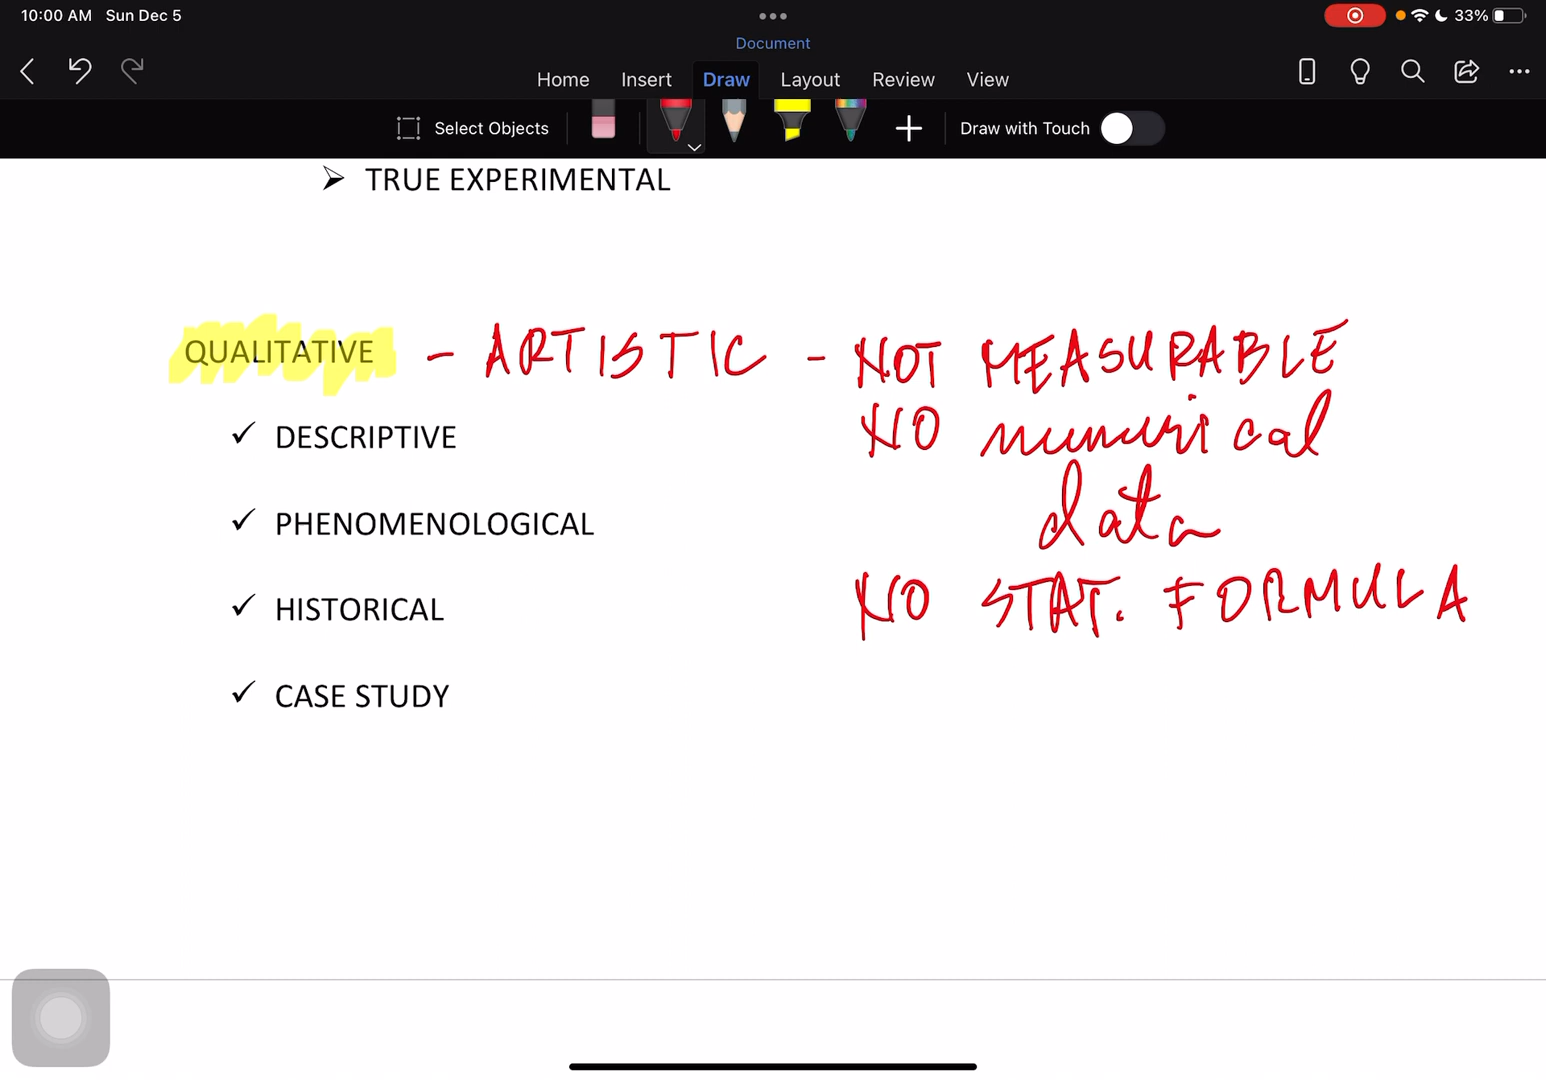 10:00 AM Sun Dec 5
33%
Document
Home Insert Draw Layout Review View
Select Objects
Draw with Touch
➢ TRUE EXPERIMENTAL
QUALITATIVE - ARTISTIC - NOT MEASURABLE
✓ DESCRIPTIVE
NO numerical
data
✓ PHENOMENOLOGICAL
✓ HISTORICAL
NO STAT. FORMULA
✓ CASE STUDY